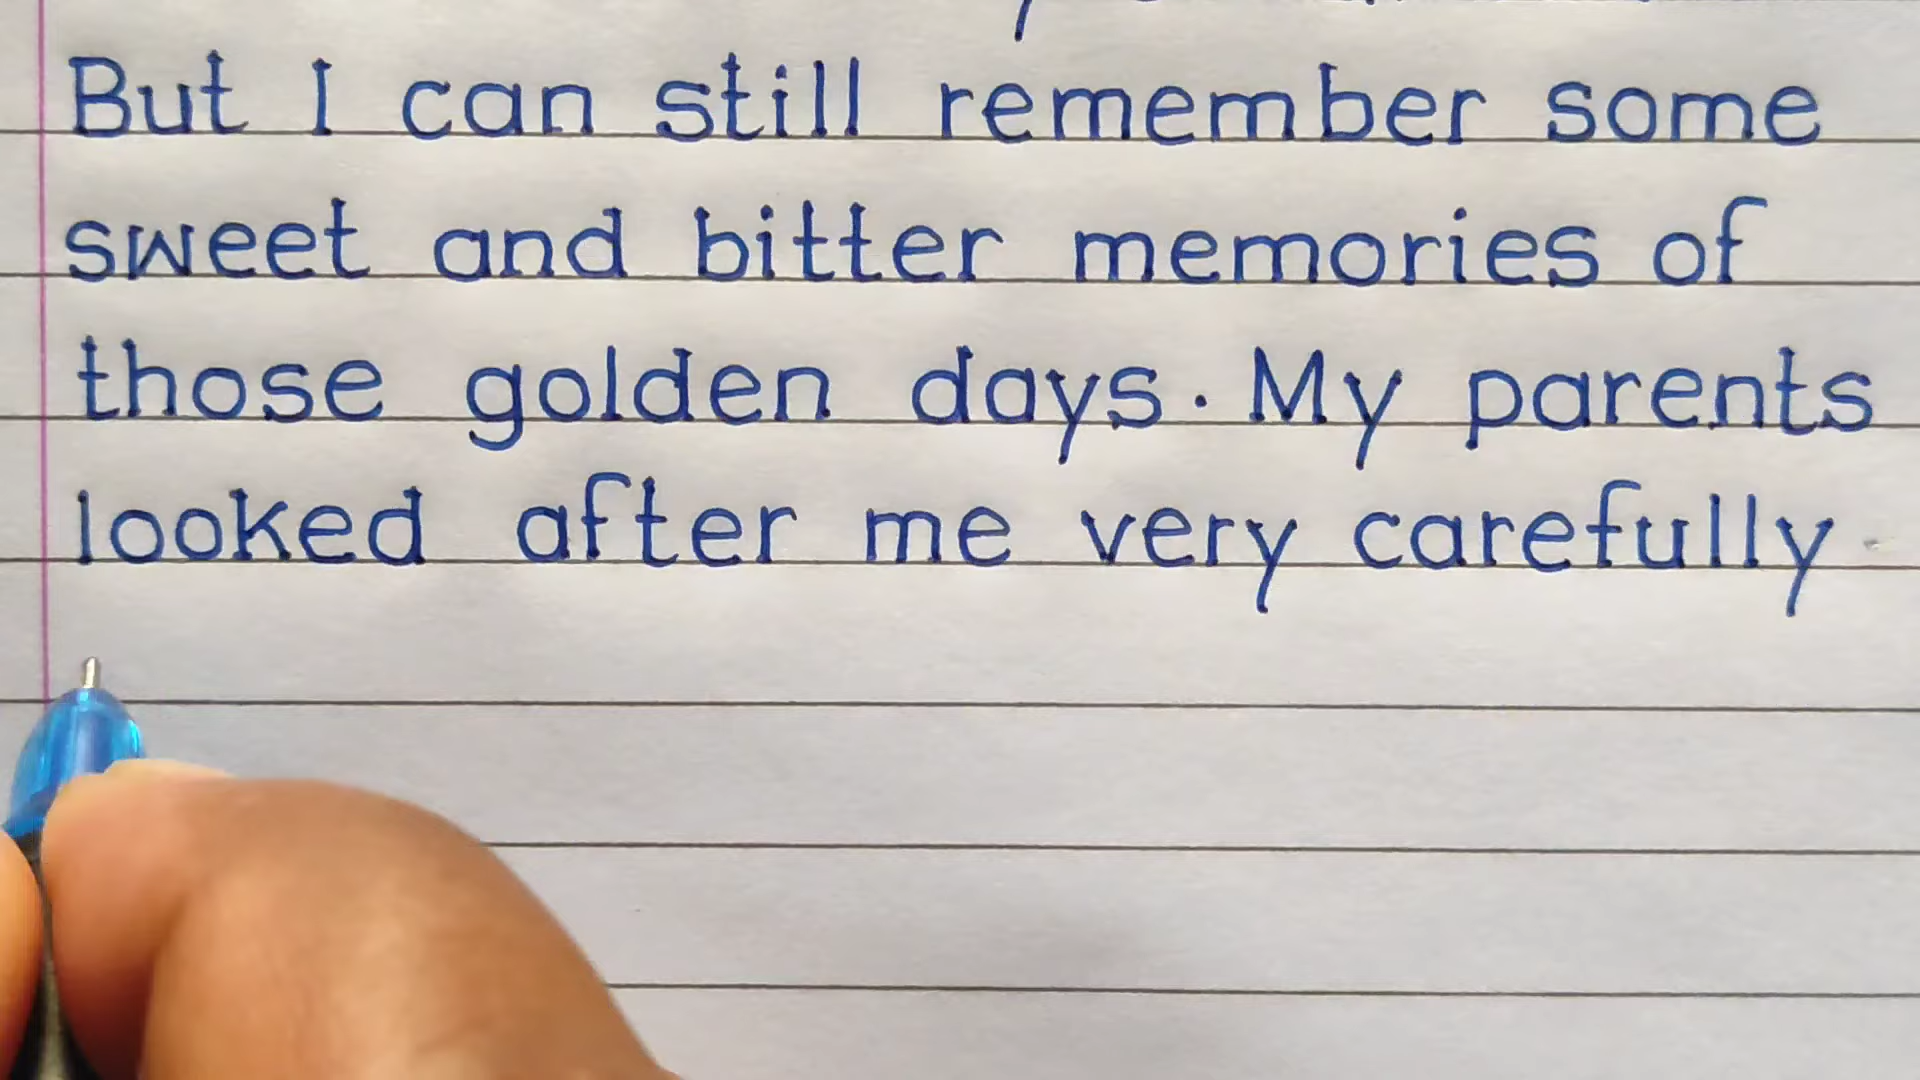 But I can still remember some
sweet and bitter memories of
those golden days. My parents
looked after me very carefully